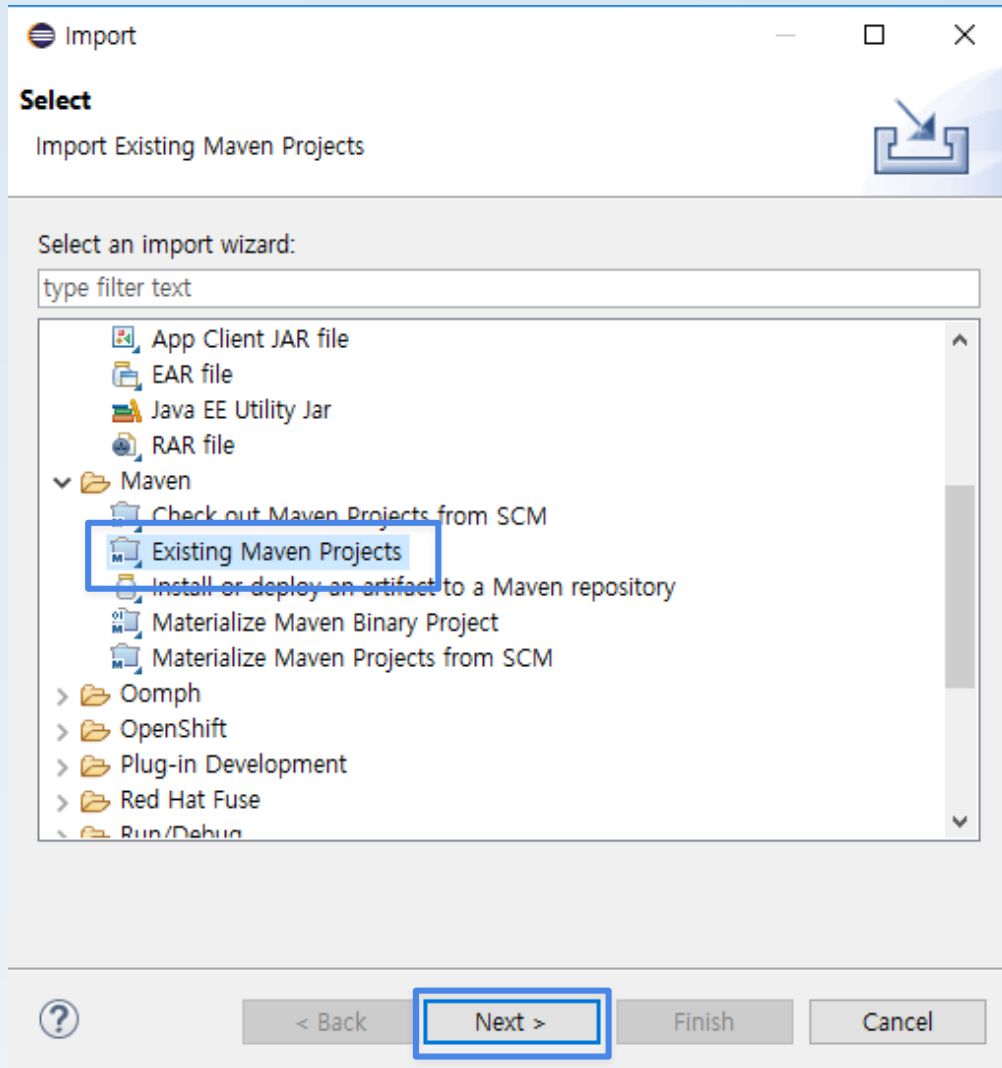 Import
Select
Import Existing Maven Projects
Select an import wizard:
type filter text
App Client JAR file
EAR file
Java EE Utility Jar
RAR file
Maven
Check out Maven Projects from SCM
Existing Maven Projects
Install or deploy an artifact to a Maven repository
Materialize Maven Binary Project
Materialize Maven Projects from SCM
Oomph
OpenShift
Plug-in Development
Red Hat Fuse
Run/Debug
? < Back Next > Finish Cancel